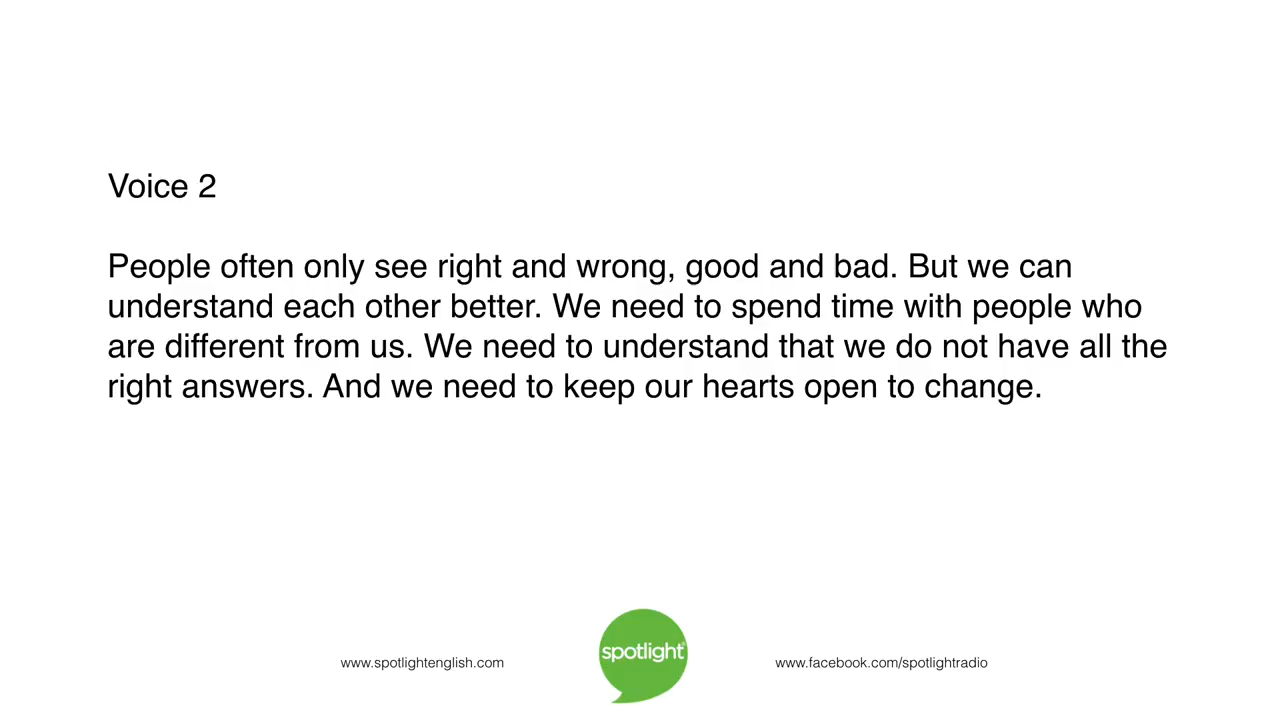 Voice 2
People often only see right and wrong, good and bad. But we can
understand each other better. We need to spend time with people who
are different from us. We need to understand that we do not have all the
right answers. And we need to keep our hearts open to change.
www.spotlightenglish.com
spotlight
www.facebook.com/spotlightradio